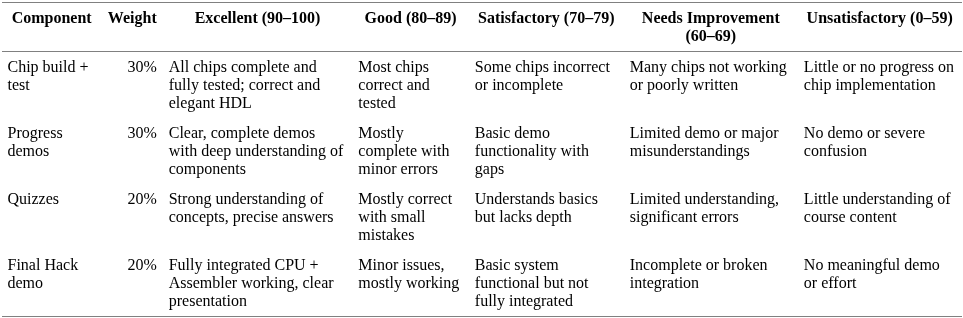 Component Weight Excellent (90–100) Good (80–89) Satisfactory (70–79) Needs Improvement (60–69) Unsatisfactory (0–59)
Chip build + test 30% All chips complete and fully tested; correct and elegant HDL Most chips correct and tested Some chips incorrect or incomplete Many chips not working or poorly written Little or no progress on chip implementation
Progress demos 30% Clear, complete demos with deep understanding of components Mostly complete with minor errors Basic demo functionality with gaps Limited demo or major misunderstandings No demo or severe confusion
Quizzes 20% Strong understanding of concepts, precise answers Mostly correct with small mistakes Understands basics but lacks depth Limited understanding, significant errors Little understanding of course content
Final Hack demo 20% Fully integrated CPU + Assembler working, clear presentation Minor issues, mostly working Basic system functional but not fully integrated Incomplete or broken integration No meaningful demo or effort